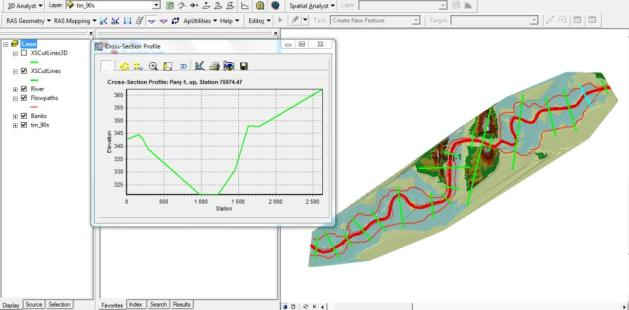 3D Analyst Layer tin_90s Spatial Analyst Layer
RAS Geometry RAS Mapping ApUtilities Help Editor Task: Create New Feature Target:
Cross-Section Profile
XSCutLines3D
XSCutLines
River
Flowpaths
Banks
tin_90s
Cross-Section Profile: Panj-1, up, Station 75974.47
360
355
350
345
340
335
330
325
Elevation
0 500 1 000 1 500 2 000 2 500
Station
Display Source Selection
Favorites Index Search Results